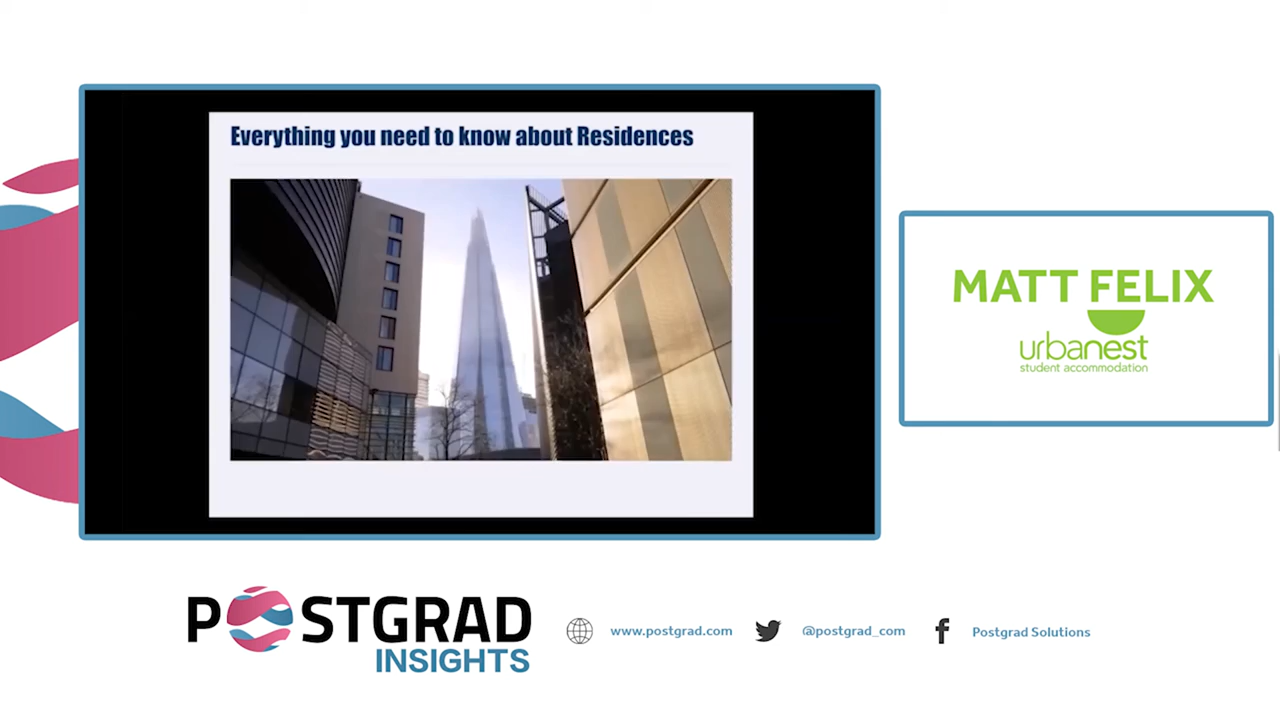 Everything you need to know about Residences
MATT FELIX
urbanest
student accommodation
POSTGRAD
INSIGHTS
www.postgrad.com
@postgrad_com
Postgrad Solutions